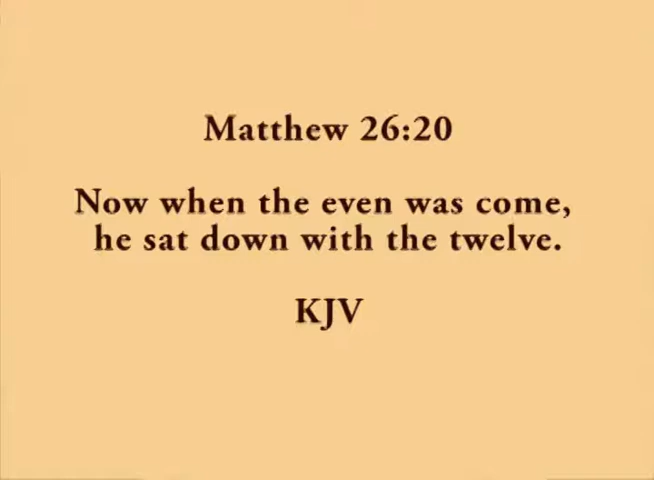 Matthew 26:20
Now when the even was come,
he sat down with the twelve.
KJV